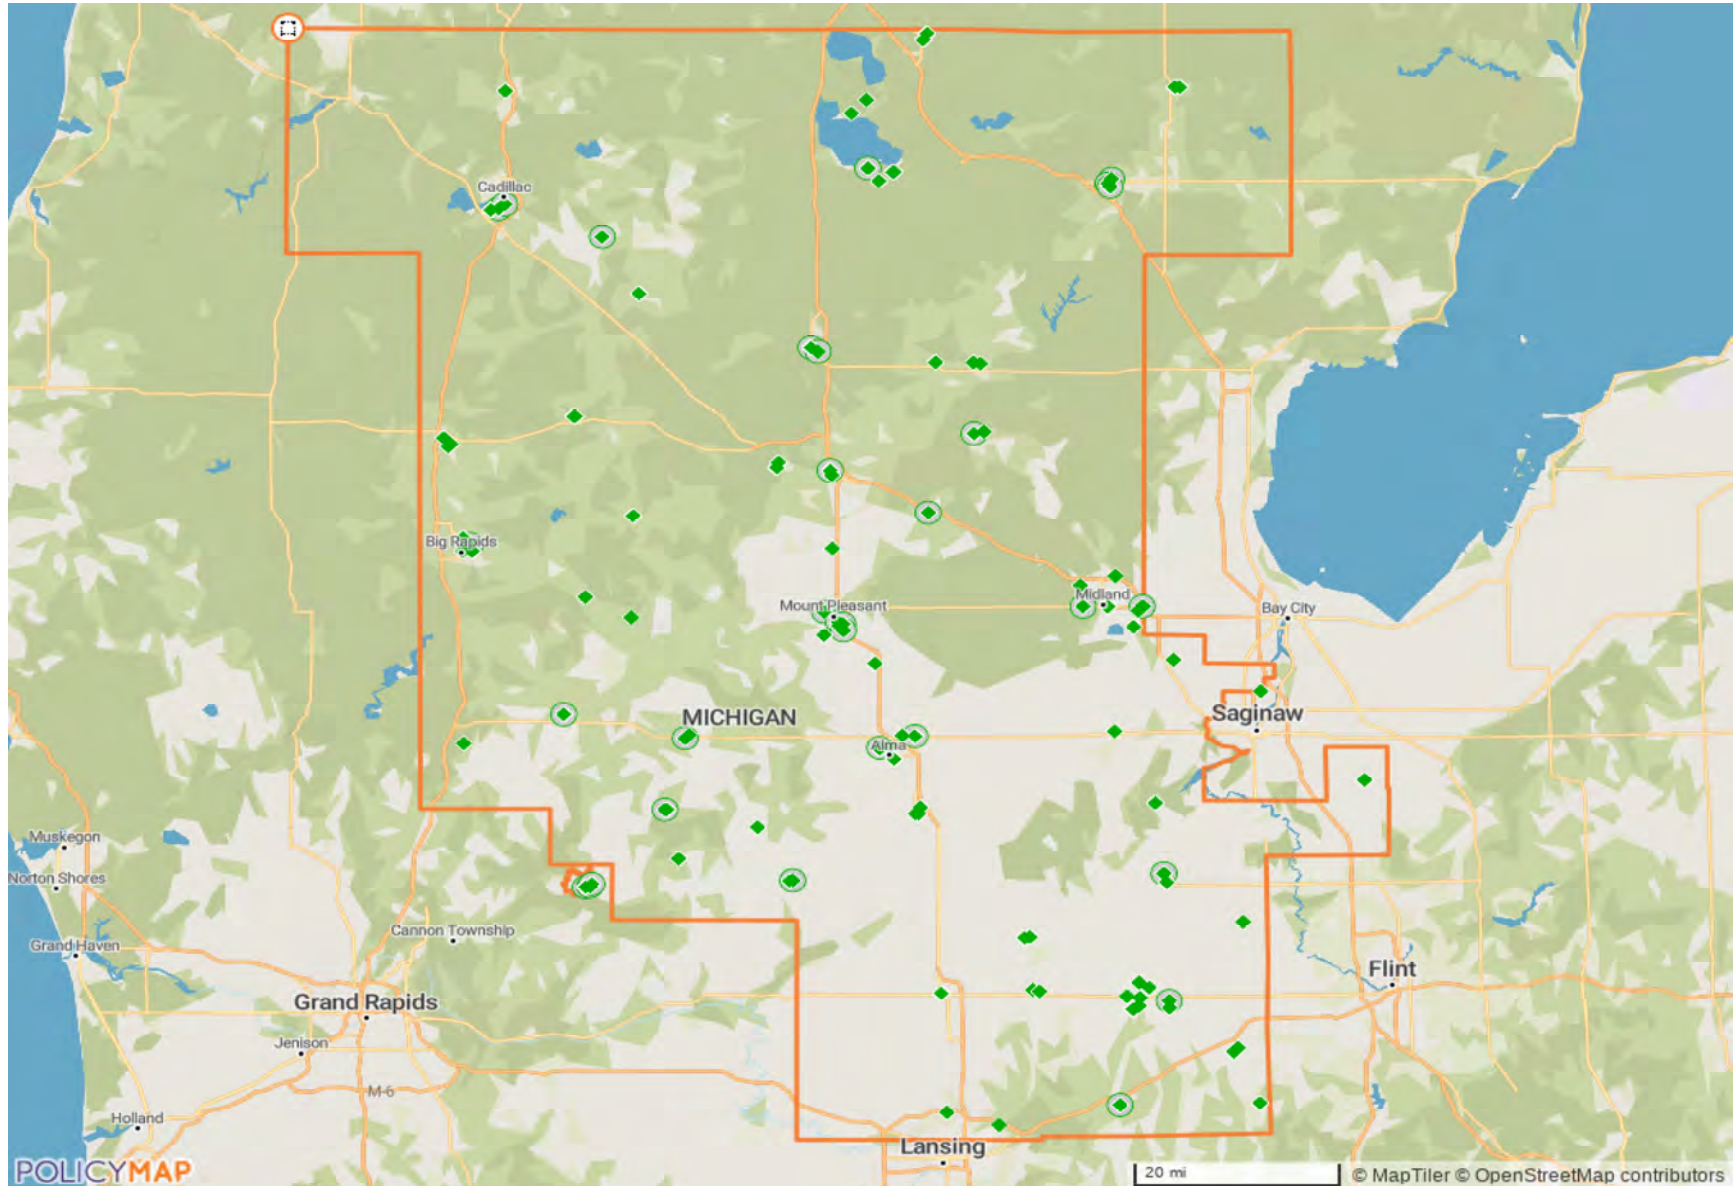 Cadillac
Big Rapids
Mount Pleasant
Midland
Bay City
MICHIGAN
Saginaw
Alma
Muskegon
Norton Shores
Cannon Township
Grand Haven
Flint
Grand Rapids
Jenison
M-6
Holland
Lansing
POLICYMAP
20 mi
© MapTiler © OpenStreetMap contributors